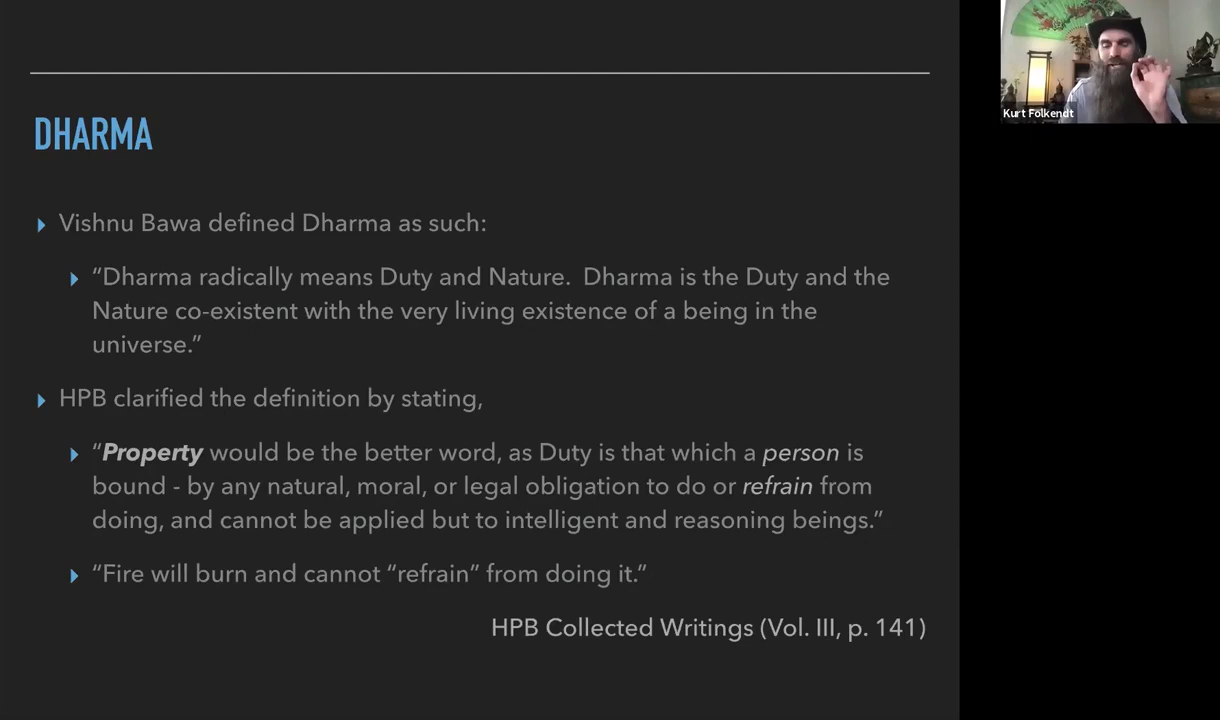 DHARMA
Vishnu Bawa defined Dharma as such:
“Dharma radically means Duty and Nature.  Dharma is the Duty and the
Nature co-existent with the very living existence of a being in the
universe.”
HPB clarified the definition by stating,
“Property would be the better word, as Duty is that which a person is
bound - by any natural, moral, or legal obligation to do or refrain from
doing, and cannot be applied but to intelligent and reasoning beings.”
“Fire will burn and cannot “refrain” from doing it.”
HPB Collected Writings (Vol. III, p. 141)
Kurt Folkendt